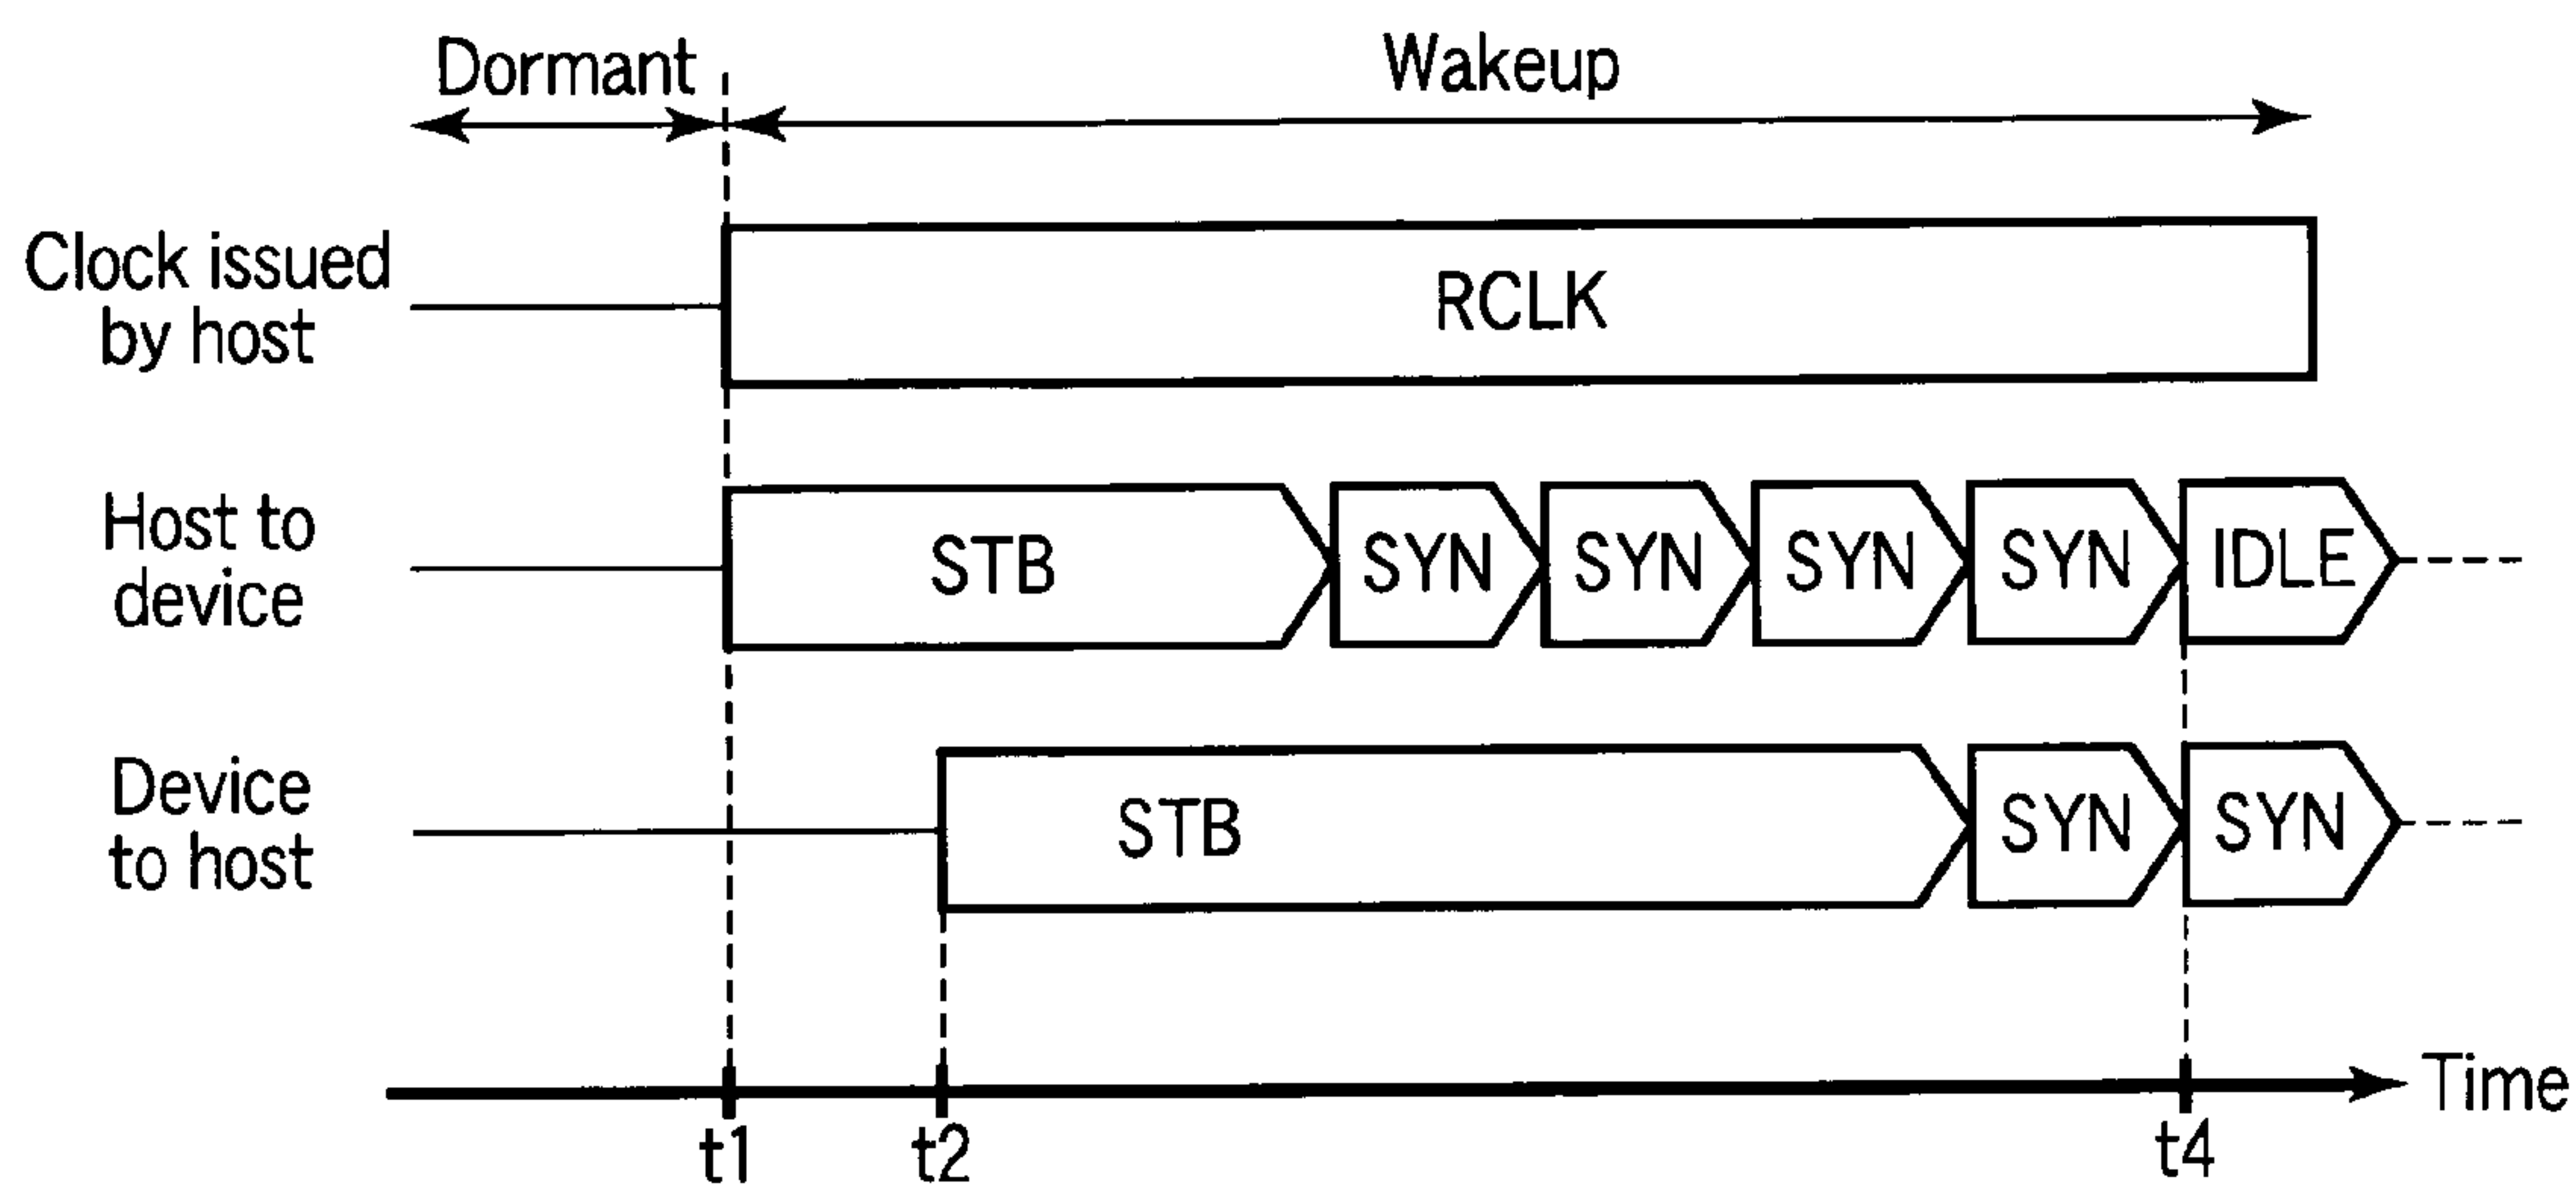 Dormant
Wakeup
Clock issued
by host
RCLK
Host to
device
STB
SYN
SYN
SYN
SYN
IDLE
Device
to host
STB
SYN
SYN
Time
t1
t2
t4